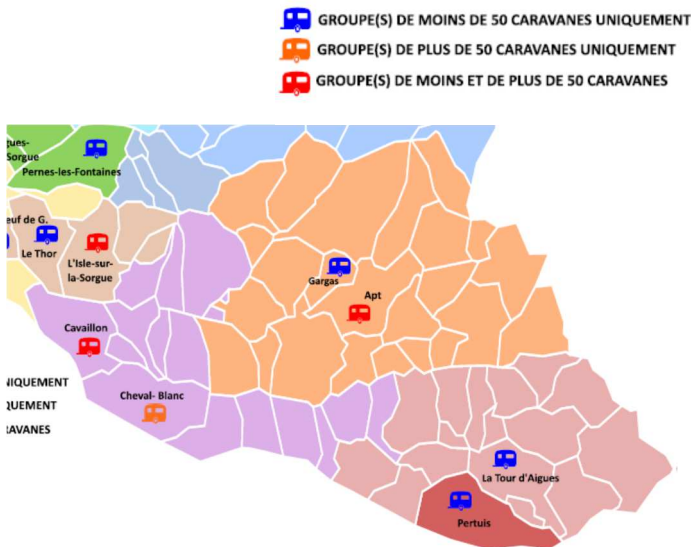 GROUPE(S) DE MOINS DE 50 CARAVANES UNIQUEMENT
GROUPE(S) DE PLUS DE 50 CARAVANES UNIQUEMENT
GROUPE(S) DE MOINS ET DE PLUS DE 50 CARAVANES
gues-
Sorgue
Pernes-les-Fontaines
euf de G.
Le Thor
L'Isle-sur-
la-Sorgue
Gargas
Apt
Cavaillon
NIQUEMENT
Cheval- Blanc
QUEMENT
RAVANES
La Tour d'Aigues
Pertuis